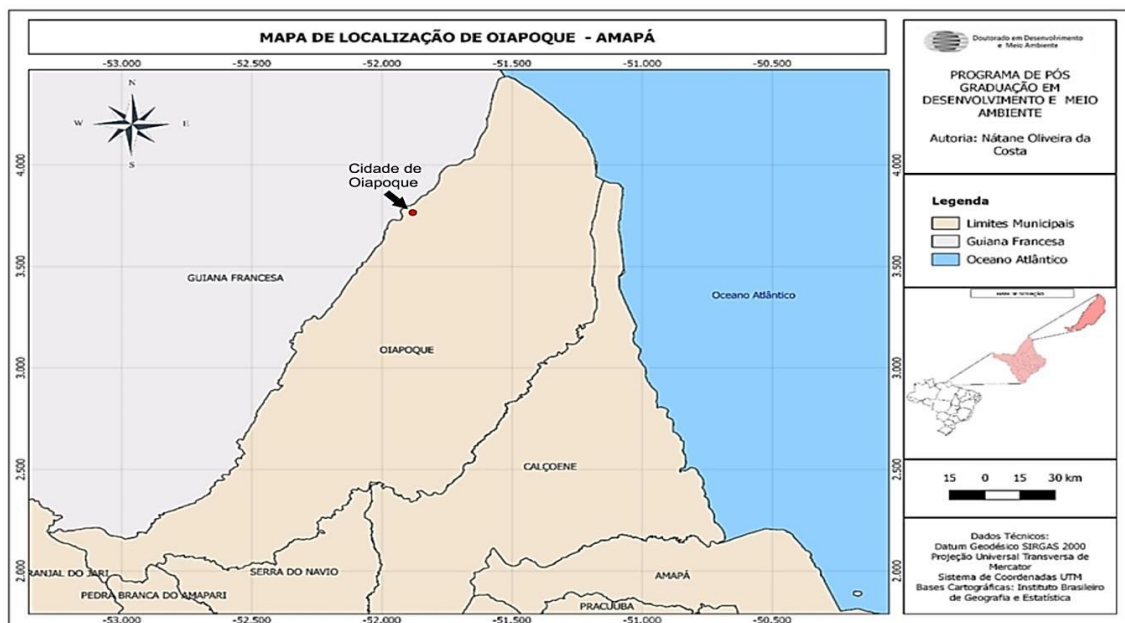 MAPA DE LOCALIZAÇÃO DE OIAPOQUE - AMAPÁ
-53.000 -52.500 -52.000 -51.500 -51.000 -50.500
N
W E
S
4.000 4.000
Cidade de
Oiapoque
3.500 3.500
GUIANA FRANCESA
Oceano Atlântico
OIAPOQUE
3.000 3.000
CALÇOENE
2.500 2.500
2.000 2.000
RANJAL DO JARI
SERRA DO NAVIO
AMAPÁ
PEDRA BRANCA DO AMAPARI
PRACUÚBA
-53.000 -52.500 -52.000 -51.500 -51.000 -50.500
Doutorado em Desenvolvimento
e Meio Ambiente
PROGRAMA DE PÓS
GRADUAÇÃO EM
DESENVOLVIMENTO E MEIO
AMBIENTE
Autoria: Nátane Oliveira da
Costa
Legenda
Limites Municipais
Guiana Francesa
Oceano Atlântico
15 0 15 30 km
Dados Técnicos:
Datum Geodésico SIRGAS 2000
Projeção Universal Transversa de
Mercator
Sistema de Coordenadas UTM
Bases Cartográficas: Instituto Brasileiro
de Geografia e Estatística